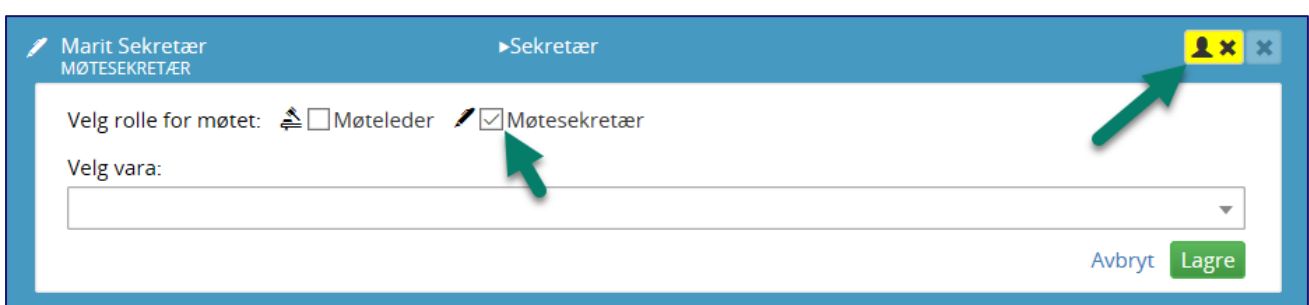 Marit Sekretær ▸Sekretær
MØTESEKRETÆR
Velg rolle for møtet: Møteleder Møtesekretær
Velg vara:
Avbryt Lagre